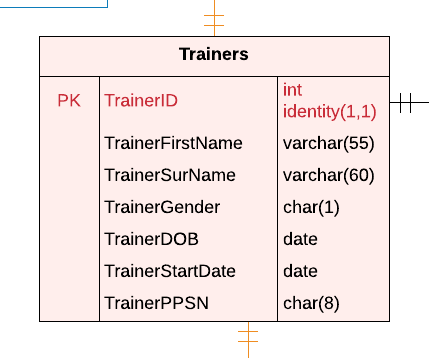 Trainers
PK TrainerID int identity(1,1)
TrainerFirstName varchar(55)
TrainerSurName varchar(60)
TrainerGender char(1)
TrainerDOB date
TrainerStartDate date
TrainerPPSN char(8)